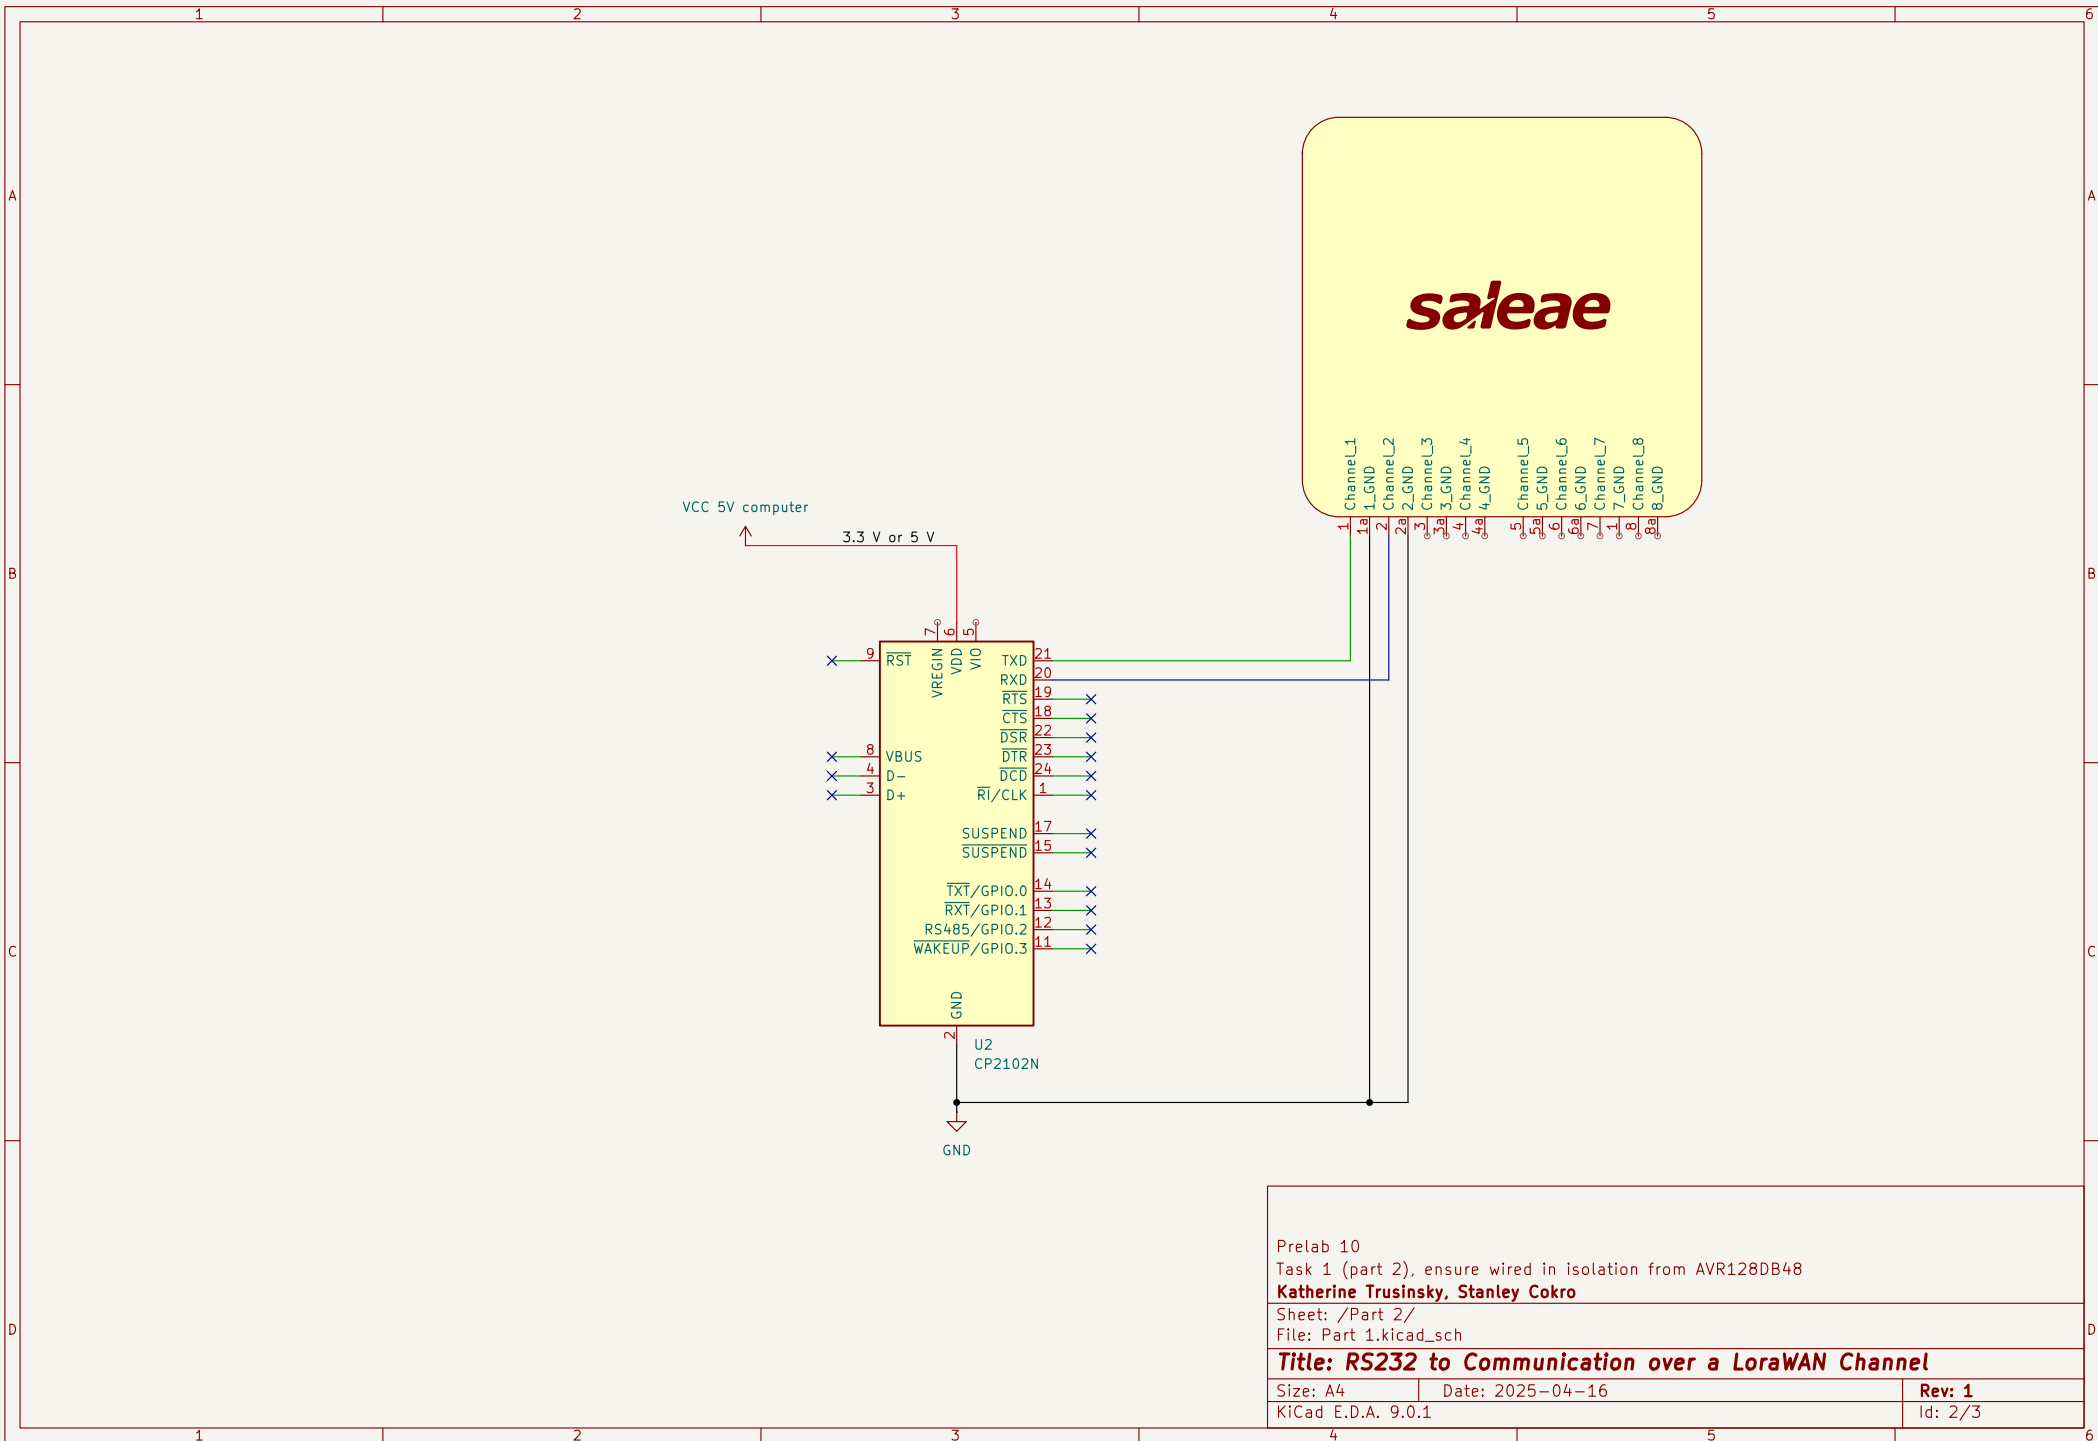 1 2 3 4 5 6
A A
saleae
Channel_1
1_GND
Channel_2
2_GND
Channel_3
3_GND
Channel_4
4_GND
Channel_5
5_GND
Channel_6
6_GND
Channel_7
7_GND
Channel_8
8_GND
1 1a 2 2a 3 3a 4 4a 5 5a 6 6a 7 1 8 8a
VCC 5V computer
3.3 V or 5 V
B B
7 6 5
VREGIN
VDD
VIO
9 RST TXD 21
RXD 20
RTS 19
CTS 18
DSR 22
8 VBUS DTR 23
4 D- DCD 24
3 D+ RI/CLK 1
SUSPEND 17
SUSPEND 15
TXT/GPIO.0 14
RXT/GPIO.1 13
RS485/GPIO.2 12
WAKEUP/GPIO.3 11
C C
GND
2
U2
CP2102N
GND
Prelab 10
Task 1 (part 2), ensure wired in isolation from AVR128DB48
Katherine Trusinsky, Stanley Cokro
Sheet: /Part 2/
File: Part 1.kicad_sch
D D
Title: RS232 to Communication over a LoraWAN Channel
Size: A4 Date: 2025-04-16 Rev: 1
KiCad E.D.A. 9.0.1 Id: 2/3
1 2 3 4 5 6